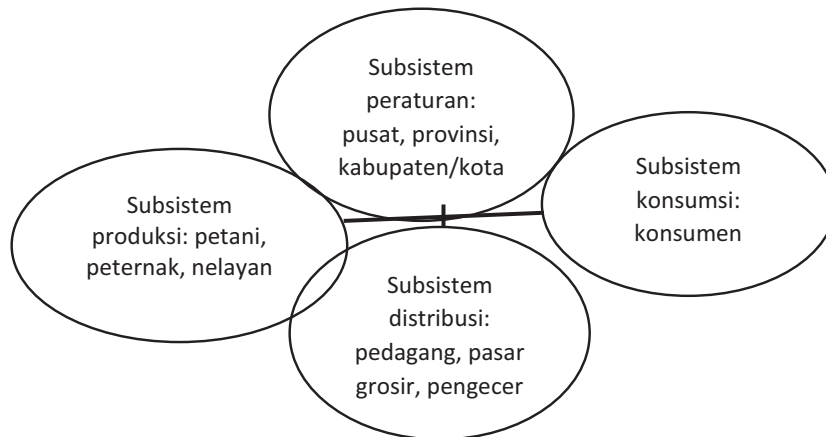 Subsistem
peraturan:
pusat, provinsi,
kabupaten/kota
Subsistem
produksi: petani,
peternak, nelayan
Subsistem
konsumsi:
konsumen
Subsistem
distribusi:
pedagang, pasar
grosir, pengecer